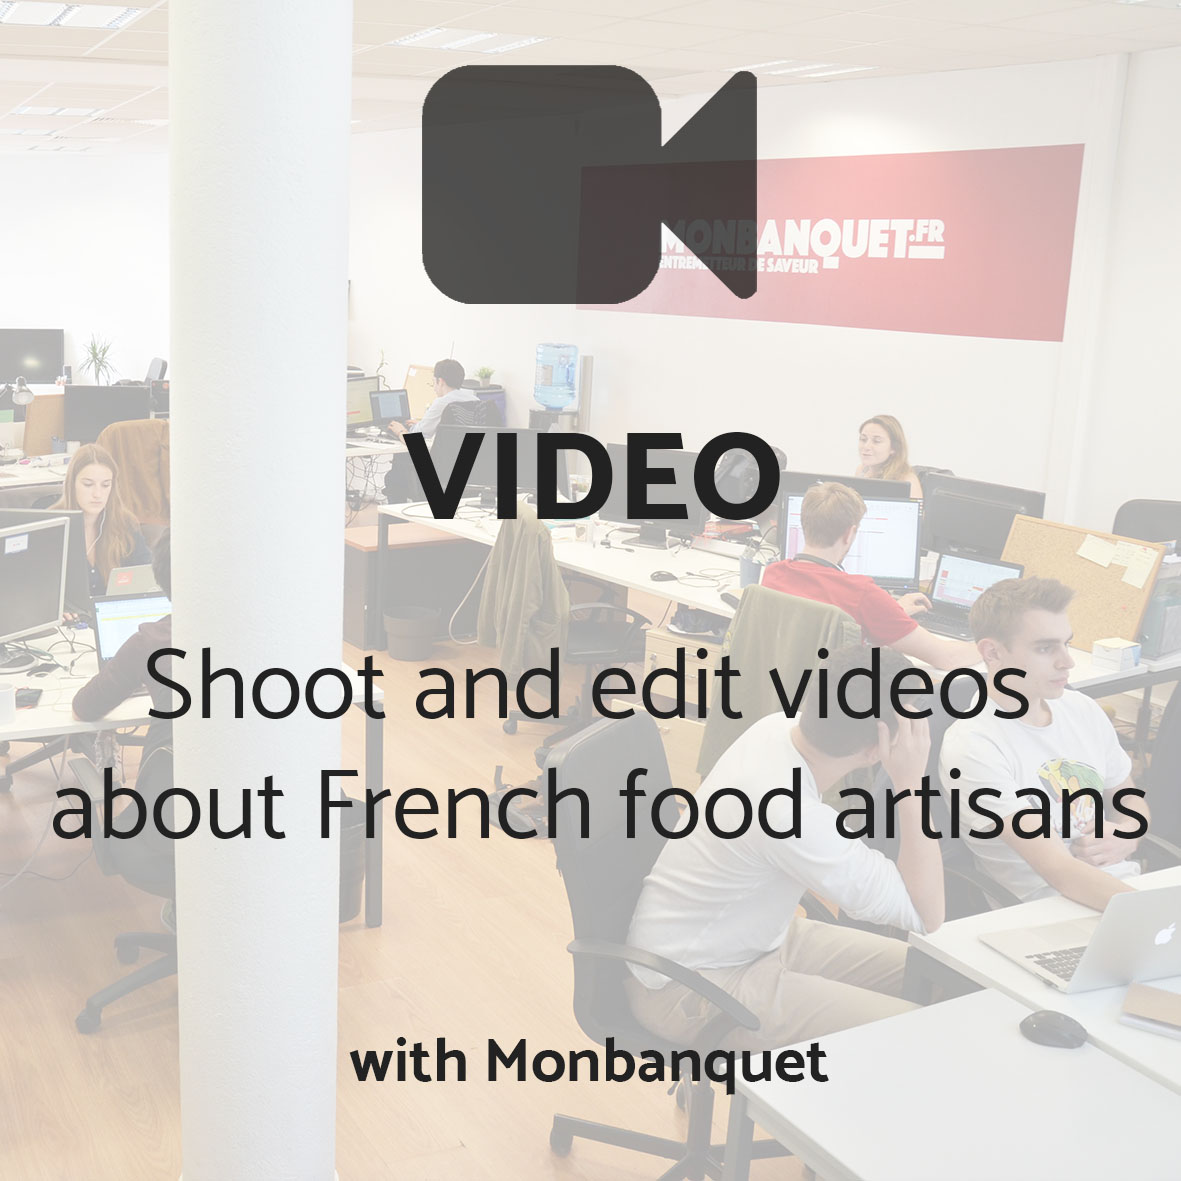 MONBANQUET.FR
ENTREMETTEUR DE SAVEUR
VIDEO
Shoot and edit videos
about French food artisans
with Monbanquet